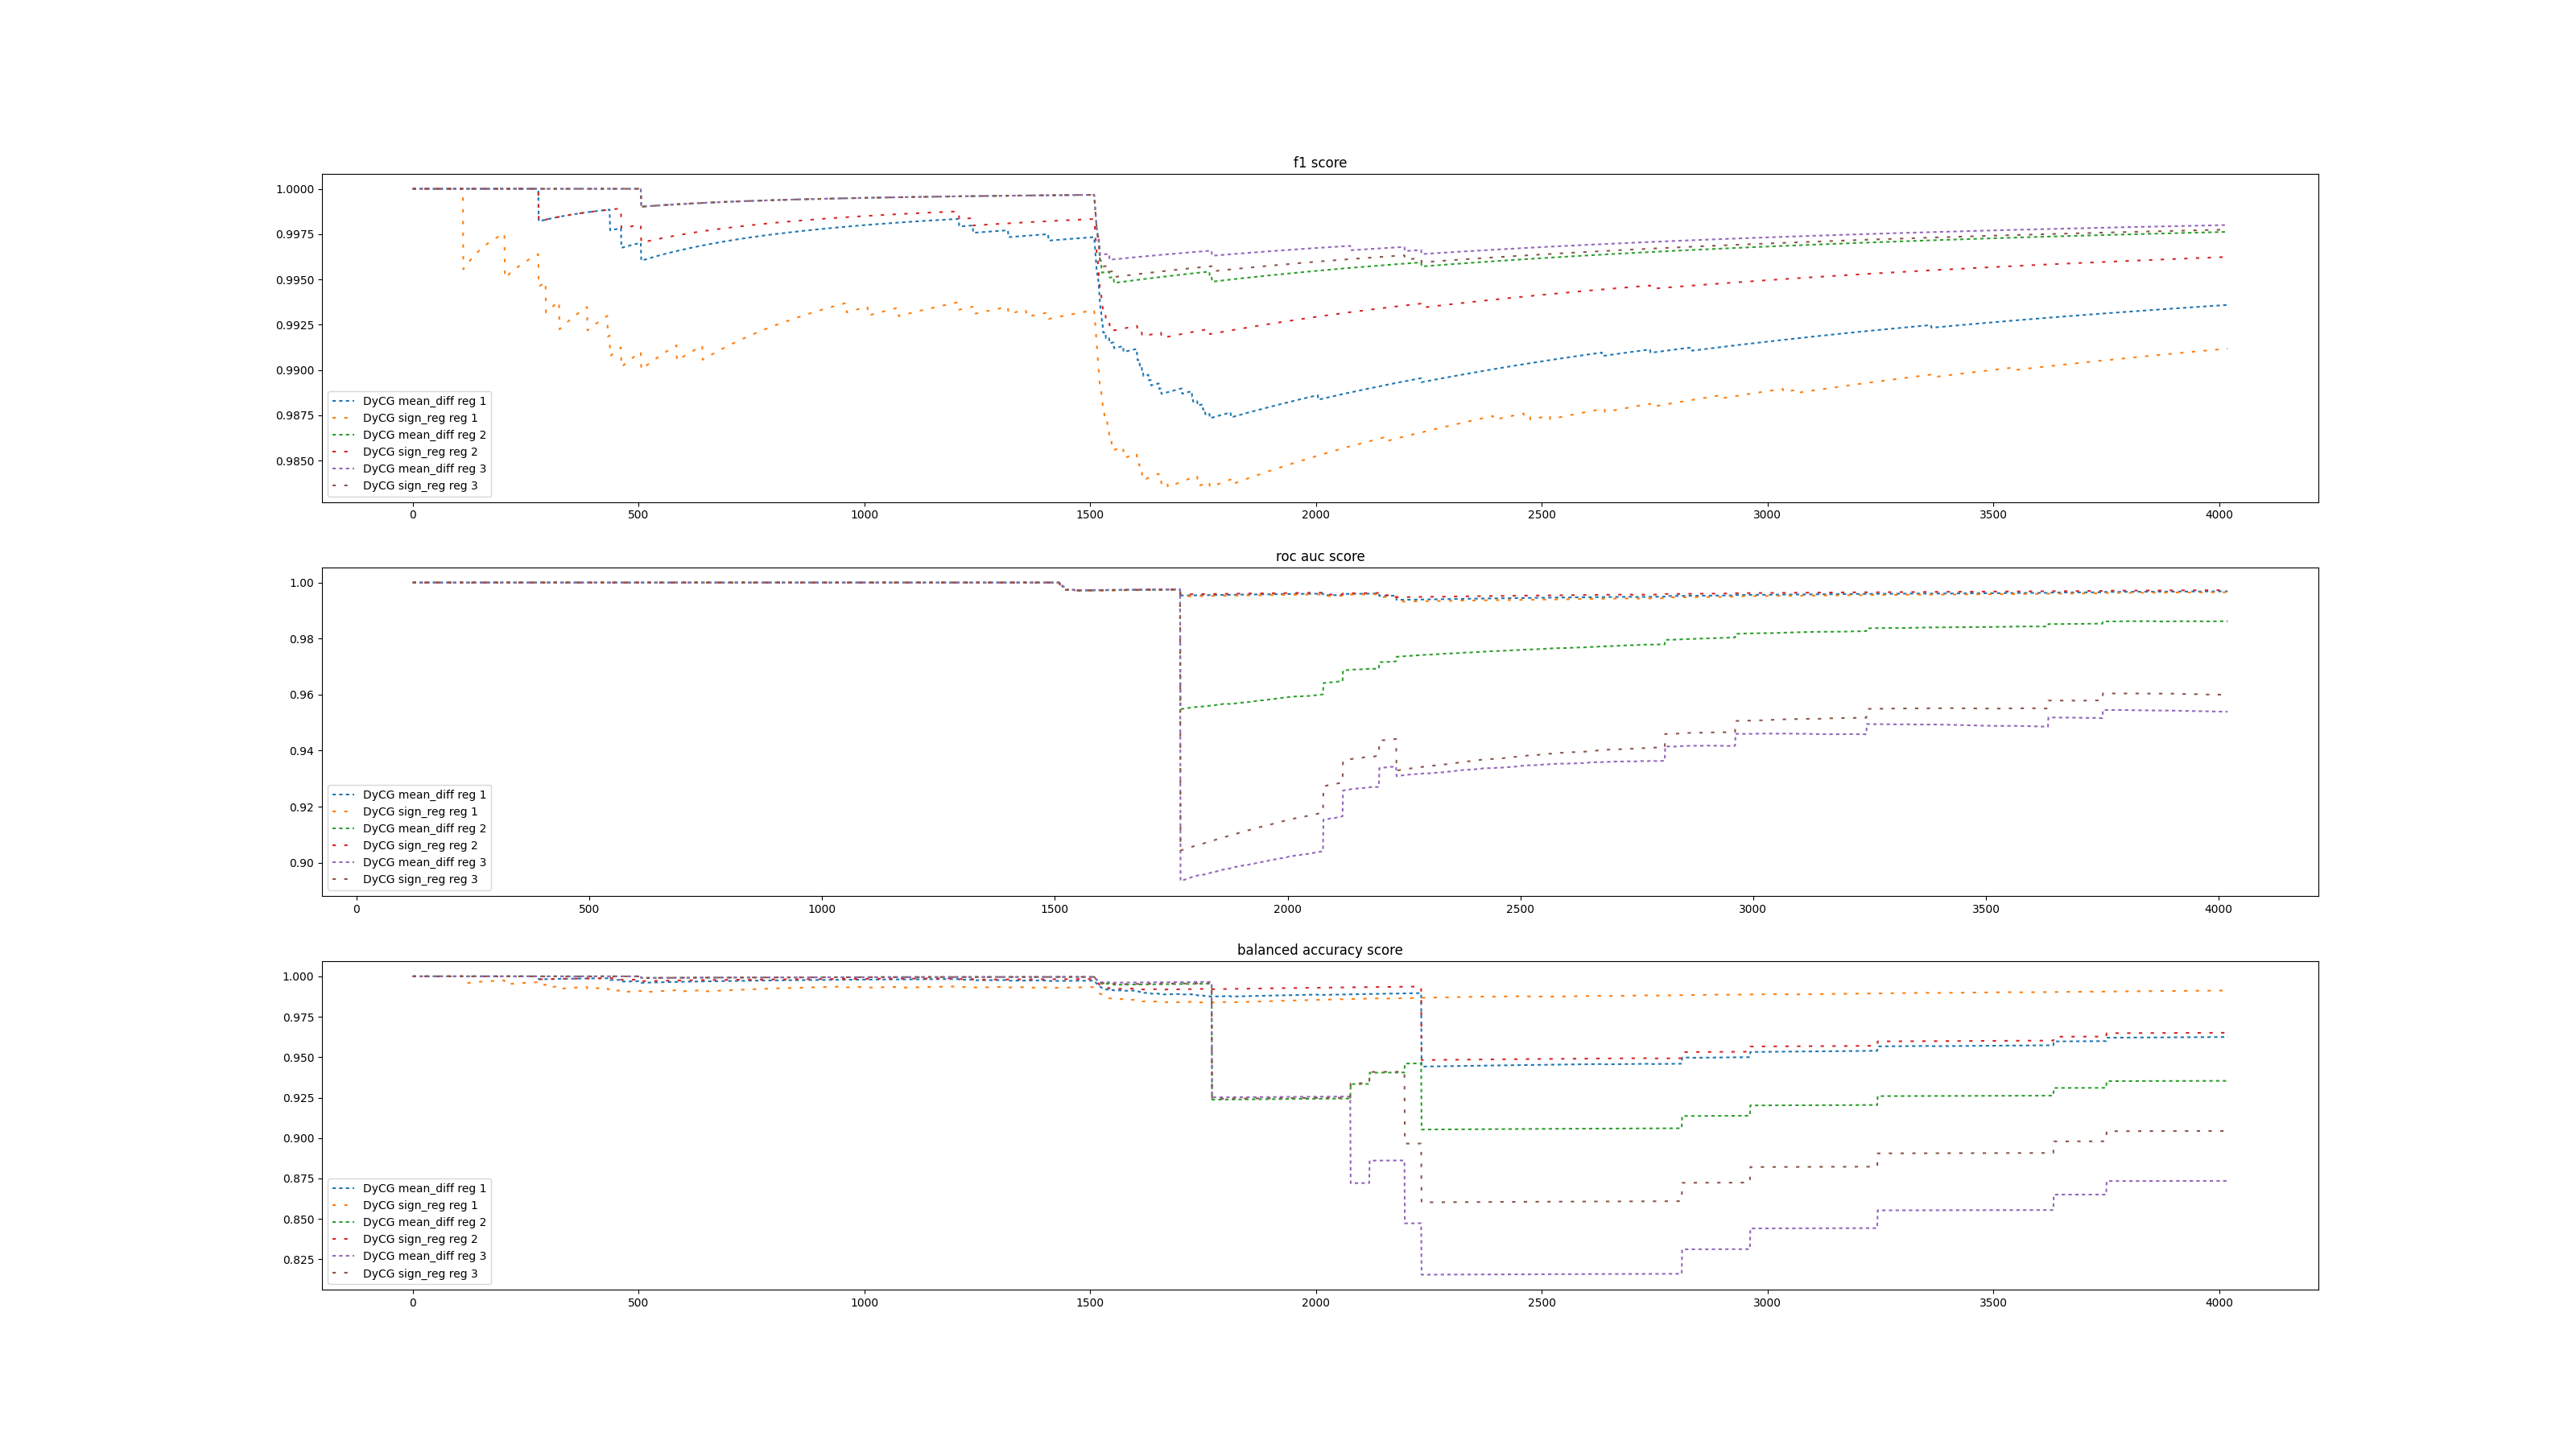 f1 score
1.0000
0.9975
0.9950
0.9925
0.9900
0.9875
0.9850
DyCG mean_diff reg 1
DyCG sign_reg reg 1
DyCG mean_diff reg 2
DyCG sign_reg reg 2
DyCG mean_diff reg 3
DyCG sign_reg reg 3
0 500 1000 1500 2000 2500 3000 3500 4000
roc auc score
1.00
0.98
0.96
0.94
0.92
0.90
DyCG mean_diff reg 1
DyCG sign_reg reg 1
DyCG mean_diff reg 2
DyCG sign_reg reg 2
DyCG mean_diff reg 3
DyCG sign_reg reg 3
0 500 1000 1500 2000 2500 3000 3500 4000
balanced accuracy score
1.000
0.975
0.950
0.925
0.900
0.875
0.850
0.825
DyCG mean_diff reg 1
DyCG sign_reg reg 1
DyCG mean_diff reg 2
DyCG sign_reg reg 2
DyCG mean_diff reg 3
DyCG sign_reg reg 3
0 500 1000 1500 2000 2500 3000 3500 4000